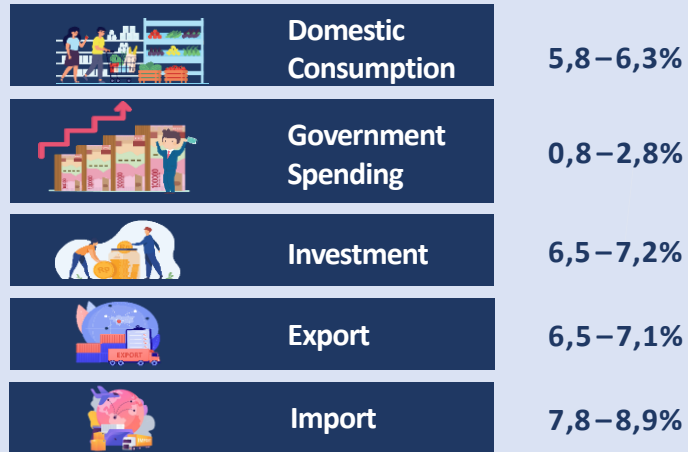 Domestic
Consumption
5,8–6,3%
Government
Spending
0,8–2,8%
Investment
6,5–7,2%
Export
6,5–7,1%
EXPORT
Import
7,8–8,9%